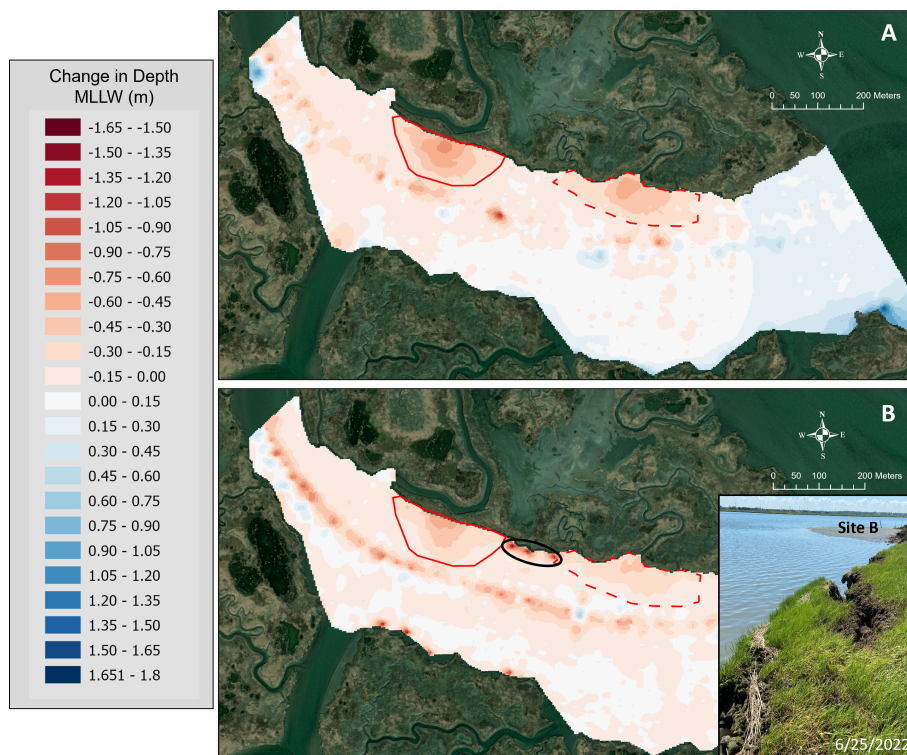 Change in Depth
MLLW (m)
-1.65 - -1.50
-1.50 - -1.35
-1.35 - -1.20
-1.20 - -1.05
-1.05 - -0.90
-0.90 - -0.75
-0.75 - -0.60
-0.60 - -0.45
-0.45 - -0.30
-0.30 - -0.15
-0.15 - 0.00
0.00 - 0.15
0.15 - 0.30
0.30 - 0.45
0.45 - 0.60
0.60 - 0.75
0.75 - 0.90
0.90 - 1.05
1.05 - 1.20
1.20 - 1.35
1.35 - 1.50
1.50 - 1.65
1.651 - 1.8
A
N
W E
S
0 50 100 200 Meters
B
N
W E
S
0 50 100 200 Meters
Site B
6/25/2022